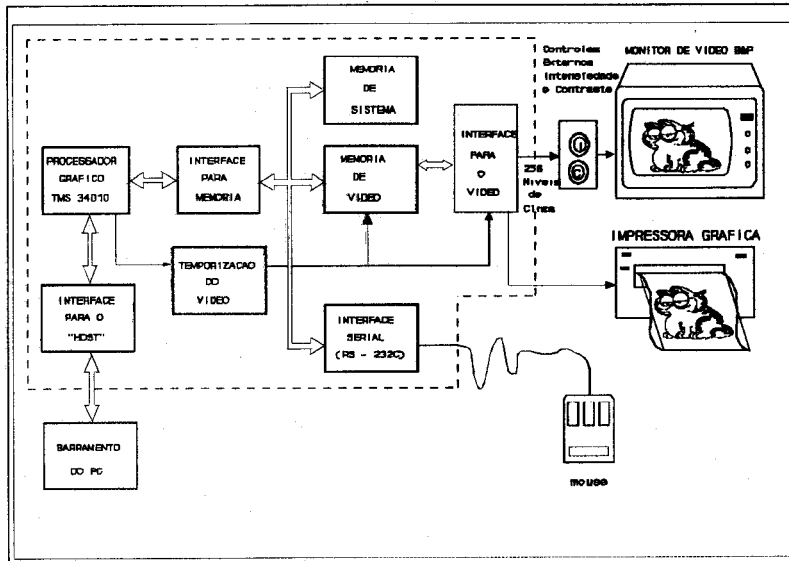 Controles
Externos
Intensidade
e Contraste
MONITOR DE VIDEO B&P
MEMORIA
DE
SISTEMA
PROCESSADOR
GRAFICO
TMS 34010
INTERFACE
PARA
MEMORIA
MEMORIA
DE
VIDEO
INTERFACE
PARA
O
VIDEO
256
Niveis
de
Cinza
IMPRESSORA GRAFICA
TEMPORIZACAO
DO
VIDEO
INTERFACE
PARA O
"HOST"
INTERFACE
SERIAL
(RS - 232C)
BARRAMENTO
DO PC
mouse